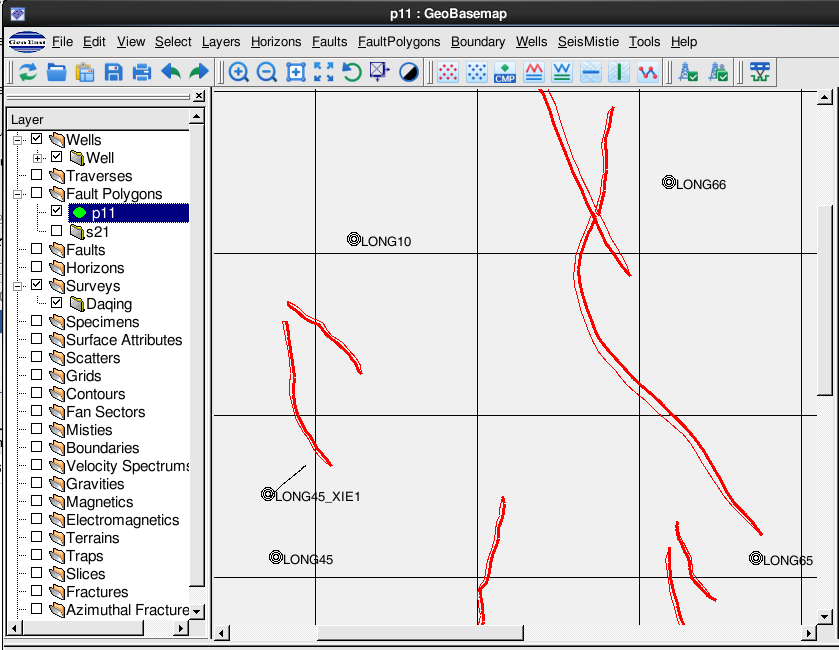 p11 : GeoBasemap
Geo East File Edit View Select Layers Horizons Faults FaultPolygons Boundary Wells SeisMistie Tools Help
CMP
Layer
Wells
Well
Traverses
Fault Polygons
p11
s21
Faults
Horizons
Surveys
Daqing
Specimens
Surface Attributes
Scatters
Grids
Contours
Fan Sectors
Misties
Boundaries
Velocity Spectrums
Gravities
Magnetics
Electromagnetics
Terrains
Traps
Slices
Fractures
Azimuthal Fracture
LONG66
LONG10
LONG45_XIE1
LONG45
LONG65